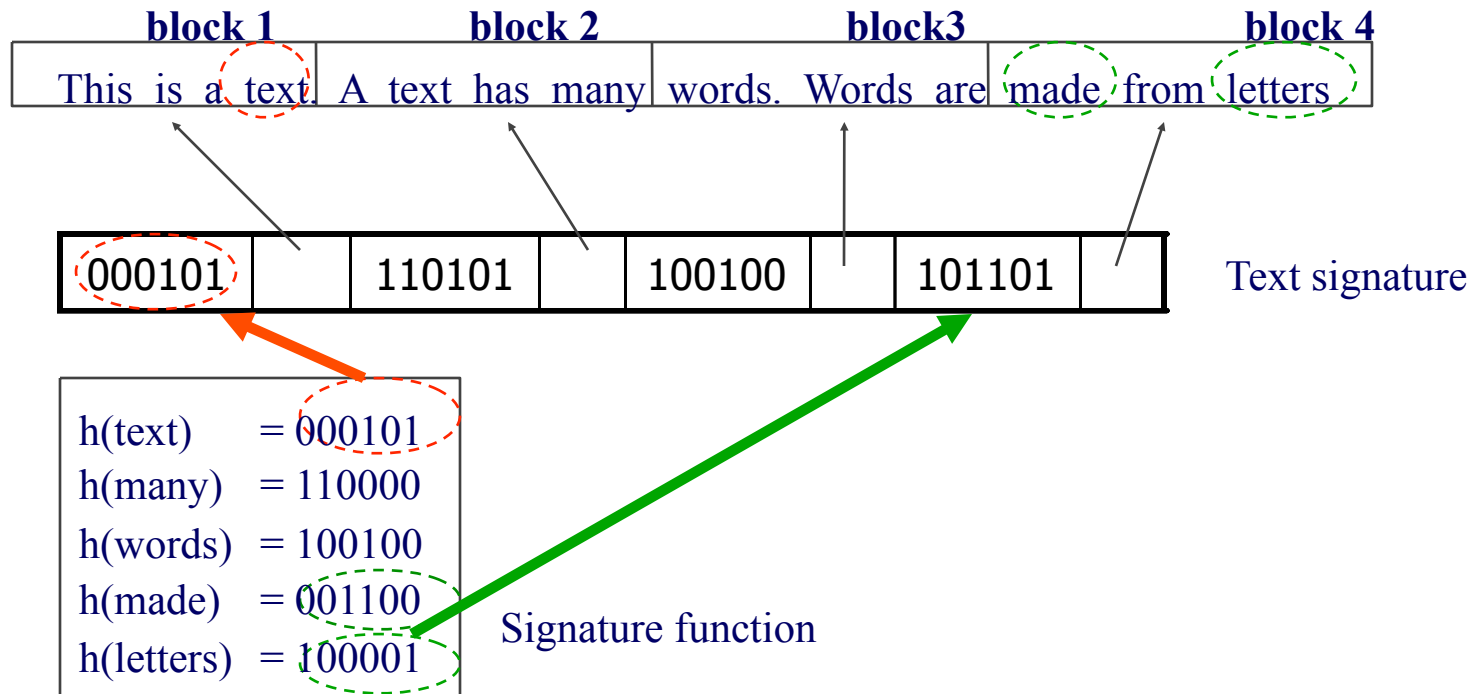 block 1 block 2 block3 block 4
This is a text. A text has many words. Words are made from letters
000101 110101 100100 101101 Text signature
h(text) = 000101
h(many) = 110000
h(words) = 100100
h(made) = 001100
Signature function
h(letters) = 100001